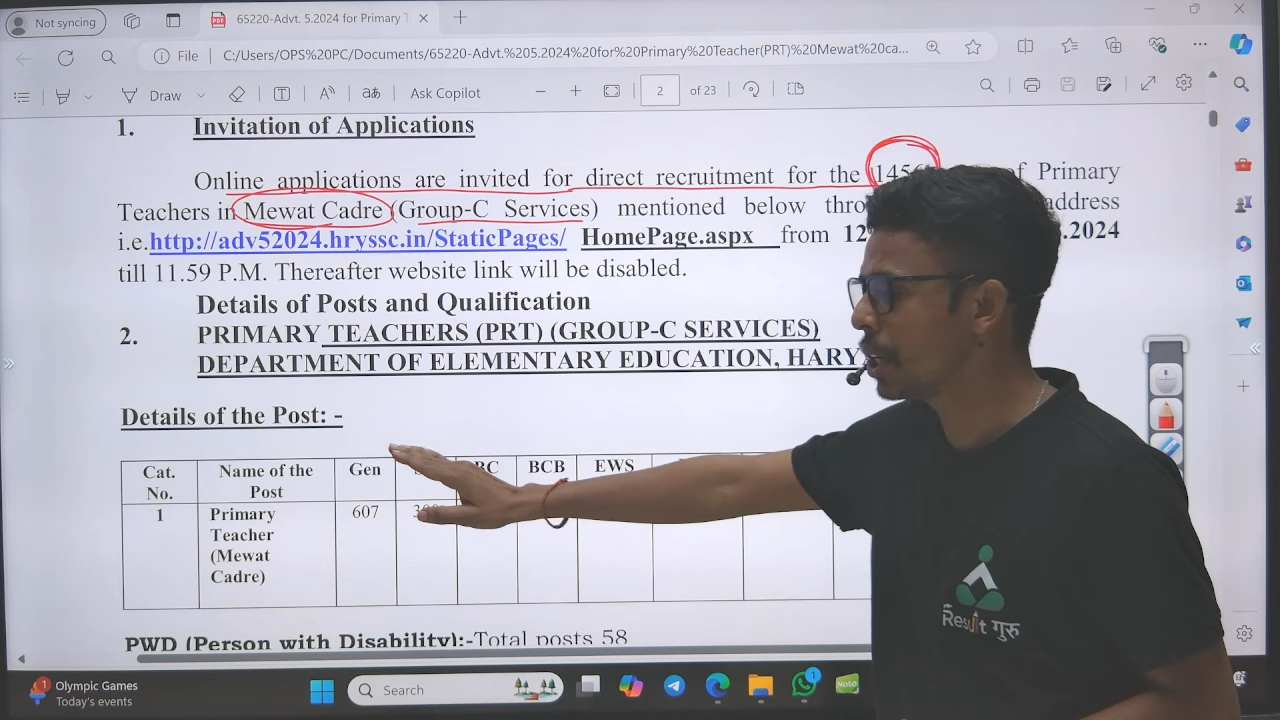 Not syncing
65220-Advt. 5.2024 for Primary T
File
C:/Users/OPS%20PC/Documents/65220-Advt.%205.2024%20for%20Primary%20Teacher(PRT)%20Mewat%20ca...
Draw
Ask Copilot
2 of 23
1. Invitation of Applications
Online applications are invited for direct recruitment for the 1456 of Primary
Teachers in Mewat Cadre (Group-C Services) mentioned below address
i.e.http://adv52024.hryssc.in/StaticPages/ HomePage.aspx from 12 .2024
till 11.59 P.M. Thereafter website link will be disabled.
Details of Posts and Qualification
2. PRIMARY TEACHERS (PRT) (GROUP-C SERVICES)
DEPARTMENT OF ELEMENTARY EDUCATION, HARY
Details of the Post: -
Cat. No. Name of the Post Gen BCB EWS
1 Primary Teacher (Mewat Cadre) 607
PWD (Person with Disability):-Total posts 58
Result गुरु
1
Olympic Games
Today's events
Search
1
Note